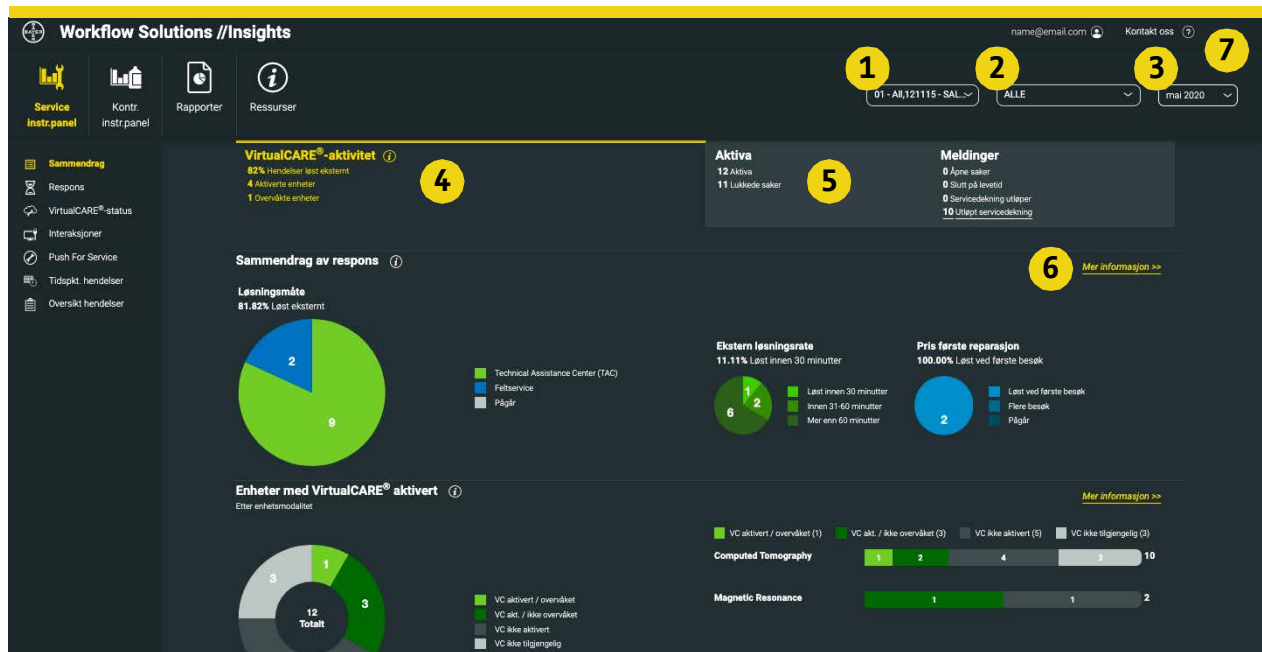 BAYER
Workflow Solutions //Insights
name@email.com
Kontakt oss ?
7
Service
instr.panel
Kontr.
instr.panel
Rapporter
Ressurser
1
2
3
01 - All,121115 - SAL...
ALLE
mai 2020
Sammendrag
Respons
VirtualCARE®-status
Interaksjoner
Push For Service
Tidspkt. hendelser
Oversikt hendelser
VirtualCARE®-aktivitet i
82% Hendelser løst eksternt
4 Aktiverte enheter
1 Overvåkte enheter
4
Aktiva
12 Aktiva
11 Lukkede saker
5
Meldinger
0 Åpne saker
0 Slutt på levetid
0 Servicedekning utløper
10 Utløpt servicedekning
Sammendrag av respons i
6
Mer informasjon >>
Løsningsmåte
81.82% Løst eksternt
2
9
Technical Assistance Center (TAC)
Feltservice
Pågår
Ekstern løsningsrate
11.11% Løst innen 30 minutter
1
2
6
Løst innen 30 minutter
Innen 31-60 minutter
Mer enn 60 minutter
Pris første reparasjon
100.00% Løst ved første besøk
2
Løst ved første besøk
Flere besøk
Pågår
Enheter med VirtualCARE® aktivert i
Etter enhetsmodalitet
Mer informasjon >>
1
3
3
12
Totalt
VC aktivert / overvåket
VC akt. / ikke overvåket
VC ikke aktivert
VC ikke tilgjengelig
VC aktivert / overvåket (1)
VC akt. / ikke overvåket (3)
VC ikke aktivert (5)
VC ikke tilgjengelig (3)
Computed Tomography
1 2 4 3 10
Magnetic Resonance
1 1 2